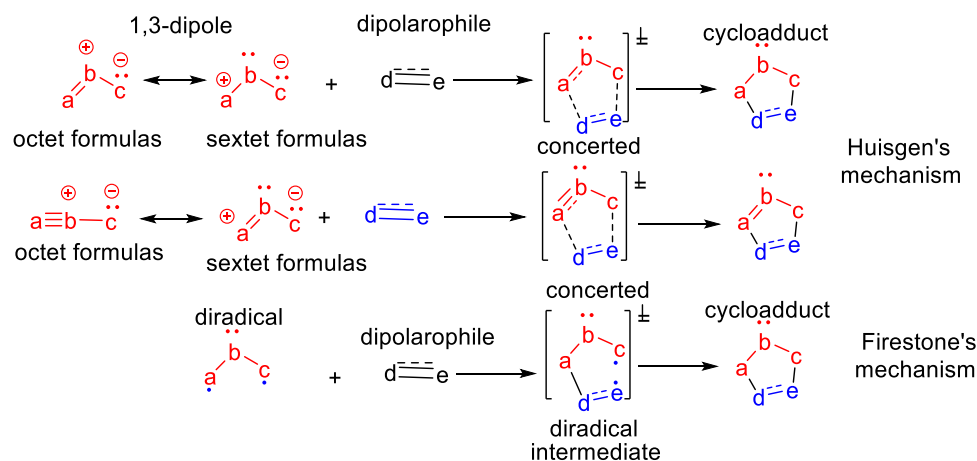 1,3-dipole
dipolarophile
cycloadduct
a b c
a b c
+
d e
a b c d e
a b c d e
octet formulas
sextet formulas
concerted
Huisgen's
mechanism
a b c
a b c
+
d e
a b c d e
a b c d e
octet formulas
sextet formulas
concerted
diradical
dipolarophile
cycloadduct
a b c
+
d e
a b c d e
a b c d e
Firestone's
mechanism
diradical
intermediate